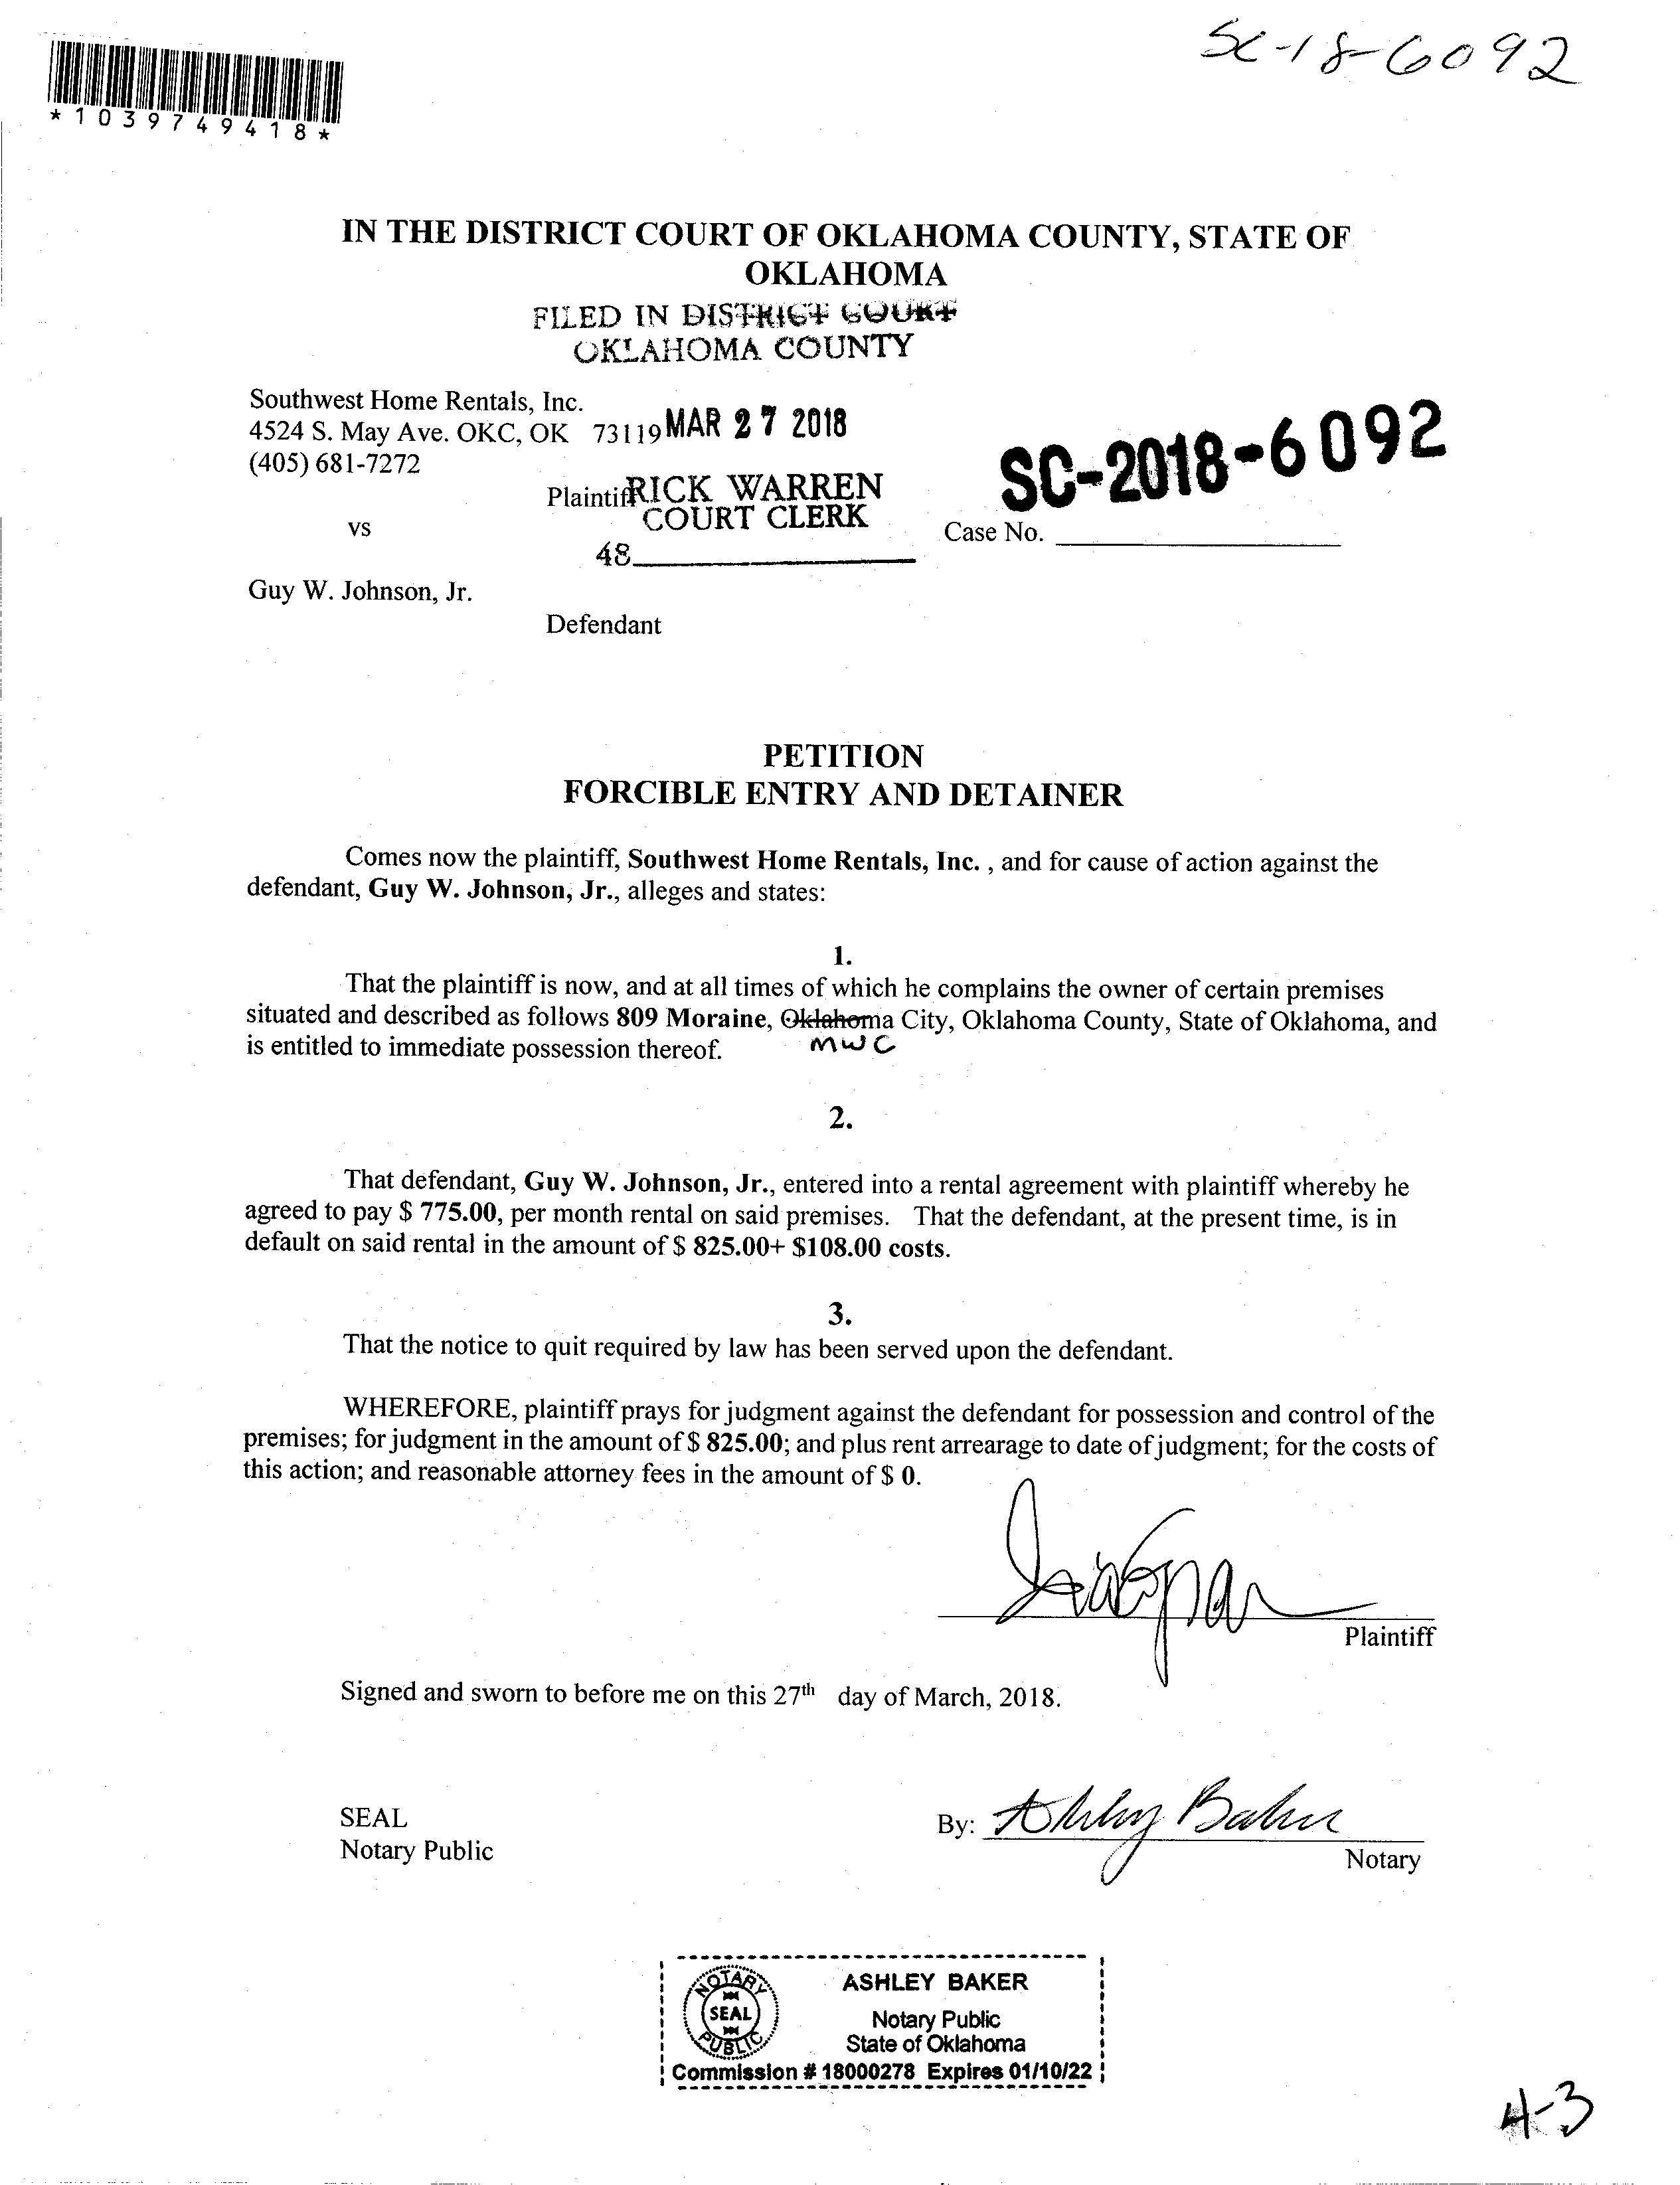 SC-18-6092
*1039749418*
IN THE DISTRICT COURT OF OKLAHOMA COUNTY, STATE OF
OKLAHOMA
FILED IN DISTRICT COURT
OKLAHOMA COUNTY
Southwest Home Rentals, Inc.
4524 S. May Ave. OKC, OK 73119 MAR 27 2018
(405) 681-7272
SC-2018-6092
Plaintif RICK WARREN
COURT CLERK
vs
Case No.
48
Guy W. Johnson, Jr.
Defendant
PETITION
FORCIBLE ENTRY AND DETAINER
Comes now the plaintiff, Southwest Home Rentals, Inc. , and for cause of action against the
defendant, Guy W. Johnson, Jr., alleges and states:
1.
That the plaintiff is now, and at all times of which he complains the owner of certain premises
situated and described as follows 809 Moraine, Oklahoma City, Oklahoma County, State of Oklahoma, and
is entitled to immediate possession thereof. MWC
2.
That defendant, Guy W. Johnson, Jr., entered into a rental agreement with plaintiff whereby he
agreed to pay $ 775.00, per month rental on said premises. That the defendant, at the present time, is in
default on said rental in the amount of $ 825.00+ $108.00 costs.
3.
That the notice to quit required by law has been served upon the defendant.
WHEREFORE, plaintiff prays for judgment against the defendant for possession and control of the
premises; for judgment in the amount of $ 825.00; and plus rent arrearage to date of judgment; for the costs of
this action; and reasonable attorney fees in the amount of $ 0.
Plaintiff
Signed and sworn to before me on this 27th day of March, 2018.
SEAL
By: Ashley Baker
Notary Public
Notary
NOTARY
SEAL
PUBLIC
ASHLEY BAKER
Notary Public
State of Oklahoma
Commission # 18000278 Expires 01/10/22
4-3